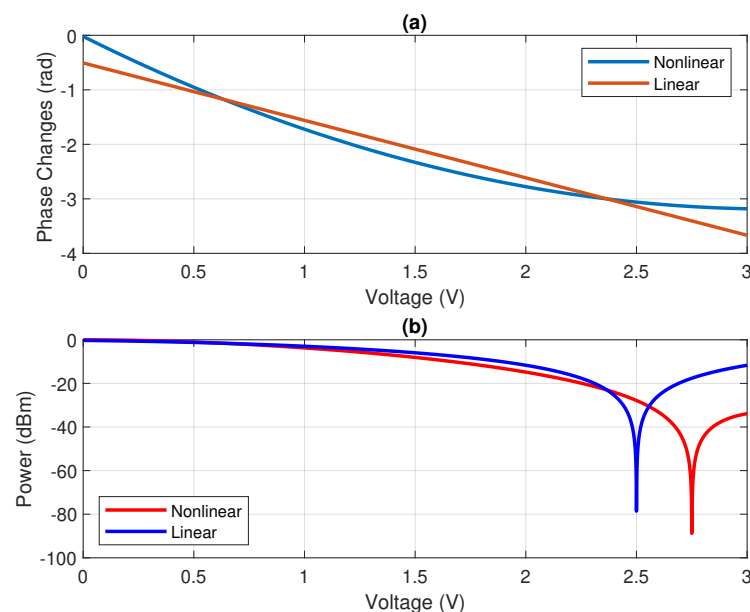 (a)
Phase Changes (rad)
0
-1
-2
-3
-4
Nonlinear
Linear
0 0.5 1 1.5 2 2.5 3
Voltage (V)
(b)
Power (dBm)
0
-20
-40
-60
-80
-100
Nonlinear
Linear
0 0.5 1 1.5 2 2.5 3
Voltage (V)